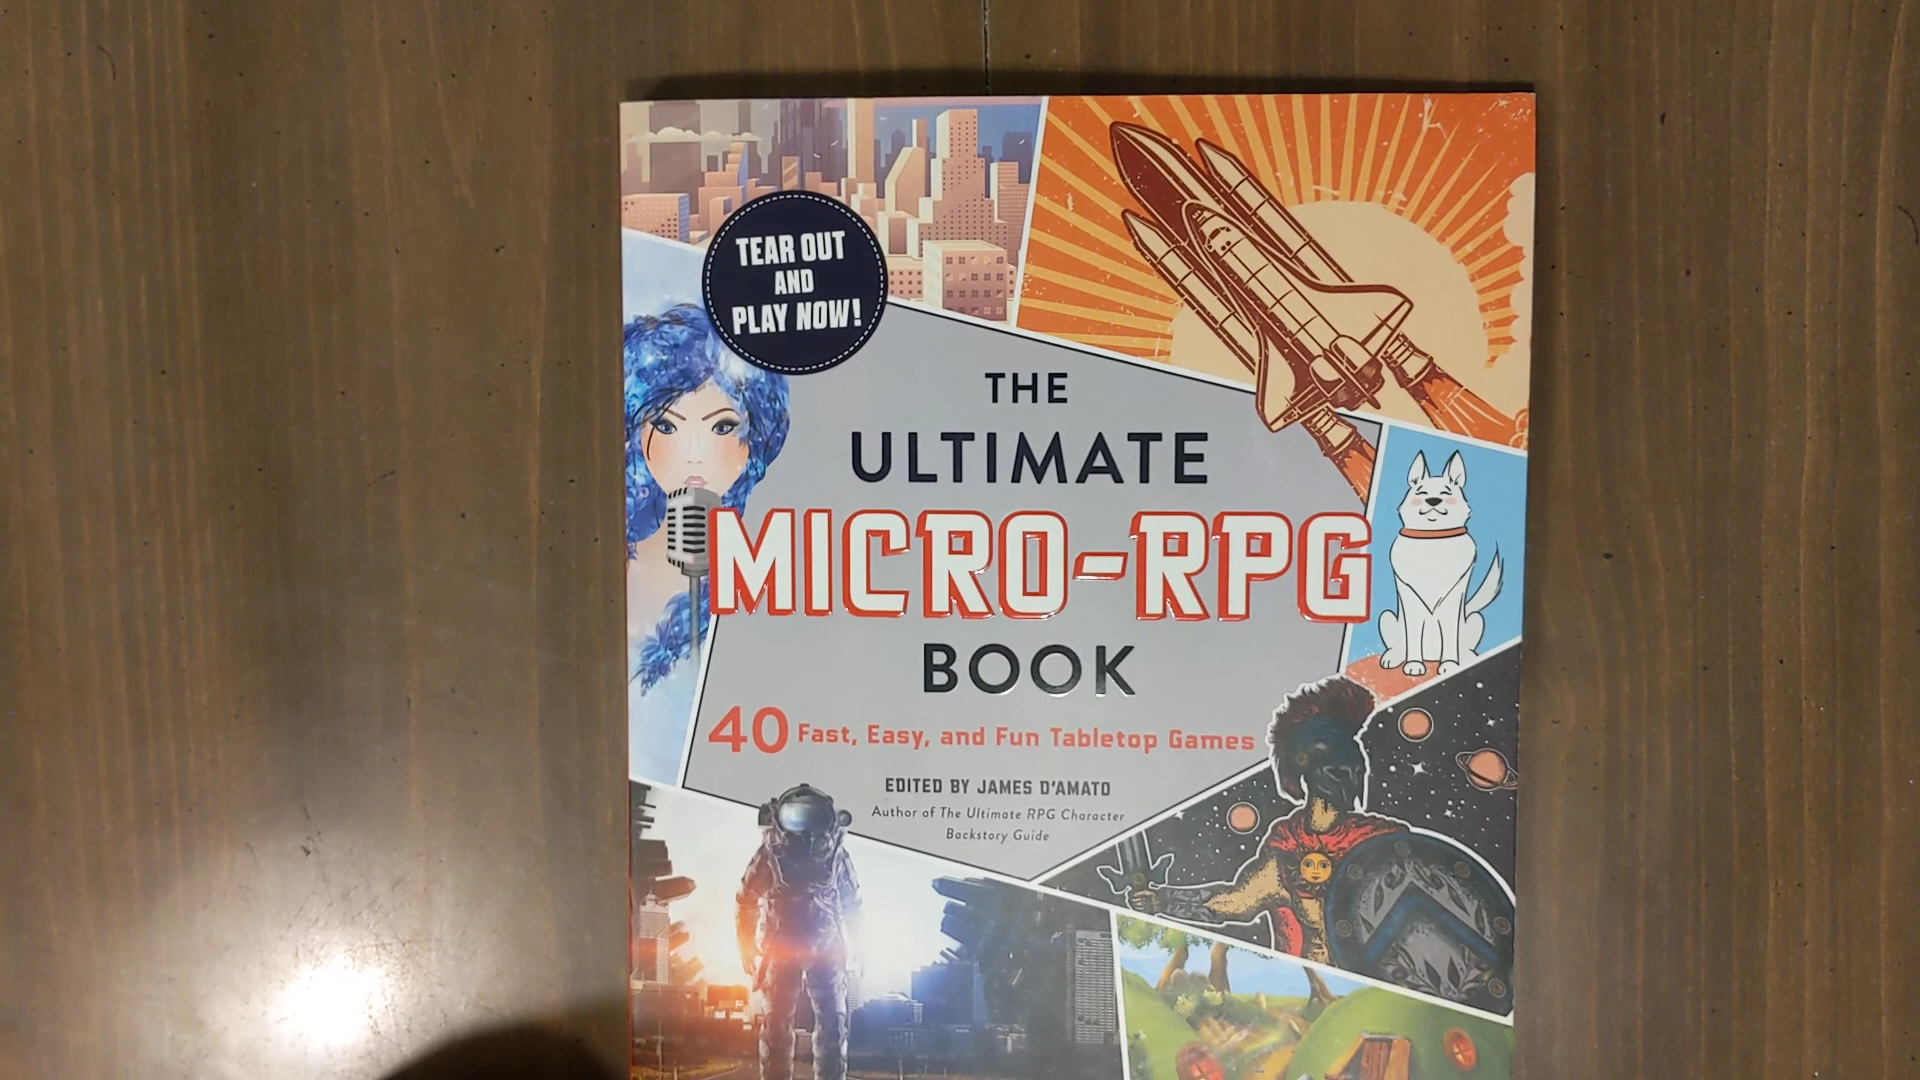 TEAR OUT
AND
PLAY NOW!
THE
ULTIMATE
MICRO-RPG
BOOK
40 Fast, Easy, and Fun Tabletop Games
EDITED BY JAMES D'AMATO
Author of The Ultimate RPG Character
Backstory Guide